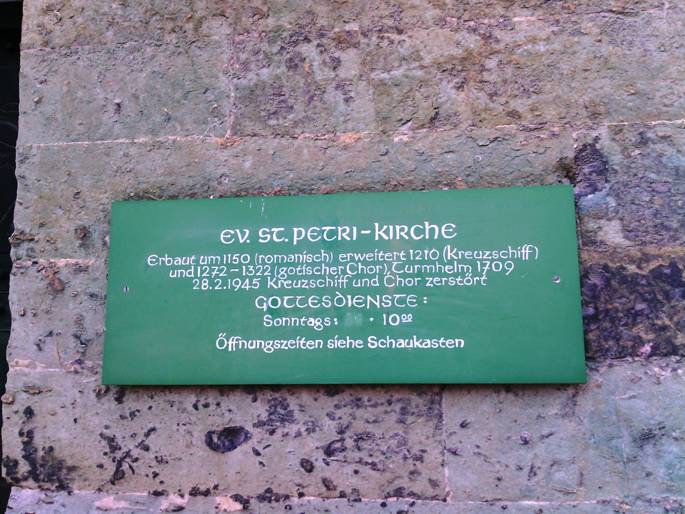 EV. ST. PETRI-KIRCHE
Erbaut um 1150 (romanisch) erweitert 1210 (Kreuzschiff)
und 1272-1322 (gotischer Chor), Turmhelm 1709
28.2.1945 Kreuzschiff und Chor zerstört
GOTTESDIENSTE:
Sonntags: · 10⁰⁰
Öffnungszeiten siehe Schaukasten